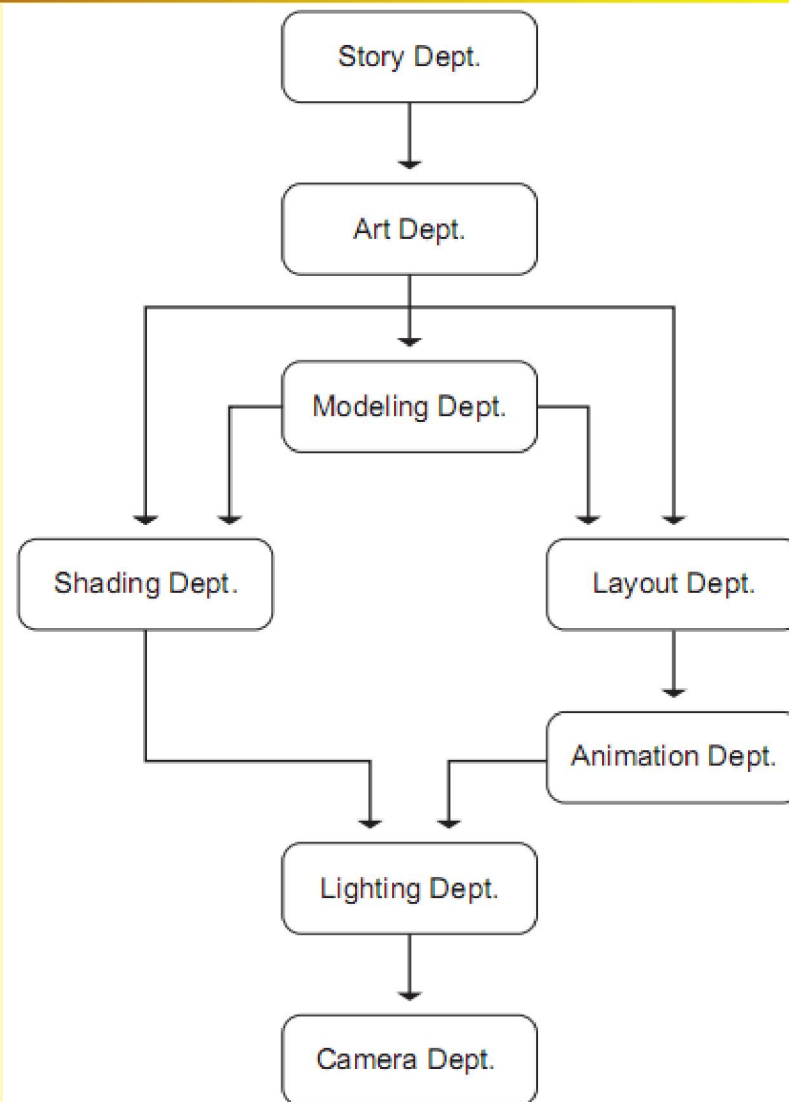 Story Dept.
Art Dept.
Modeling Dept.
Shading Dept.
Layout Dept.
Animation Dept.
Lighting Dept.
Camera Dept.